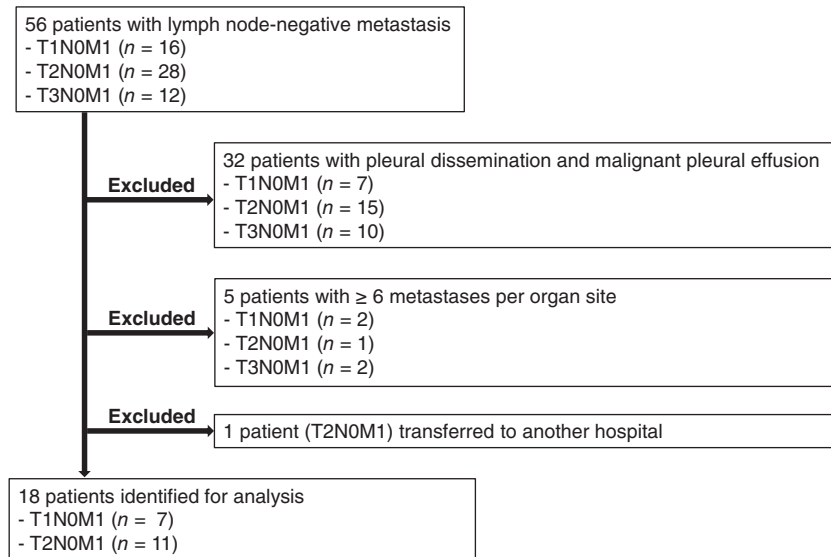 56 patients with lymph node-negative metastasis
- T1N0M1 (n = 16)
- T2N0M1 (n = 28)
- T3N0M1 (n = 12)
Excluded
32 patients with pleural dissemination and malignant pleural effusion
- T1N0M1 (n = 7)
- T2N0M1 (n = 15)
- T3N0M1 (n = 10)
Excluded
5 patients with ≥ 6 metastases per organ site
- T1N0M1 (n = 2)
- T2N0M1 (n = 1)
- T3N0M1 (n = 2)
Excluded
1 patient (T2N0M1) transferred to another hospital
18 patients identified for analysis
- T1N0M1 (n = 7)
- T2N0M1 (n = 11)